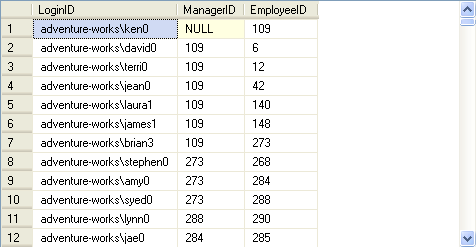 LoginID ManagerID EmployeeID
1 adventure-works\ken0 NULL 109
2 adventure-works\david0 109 6
3 adventure-works\terri0 109 12
4 adventure-works\jean0 109 42
5 adventure-works\laura1 109 140
6 adventure-works\james1 109 148
7 adventure-works\brian3 109 273
8 adventure-works\stephen0 273 268
9 adventure-works\amy0 273 284
10 adventure-works\syed0 273 288
11 adventure-works\lynn0 288 290
12 adventure-works\jae0 284 285